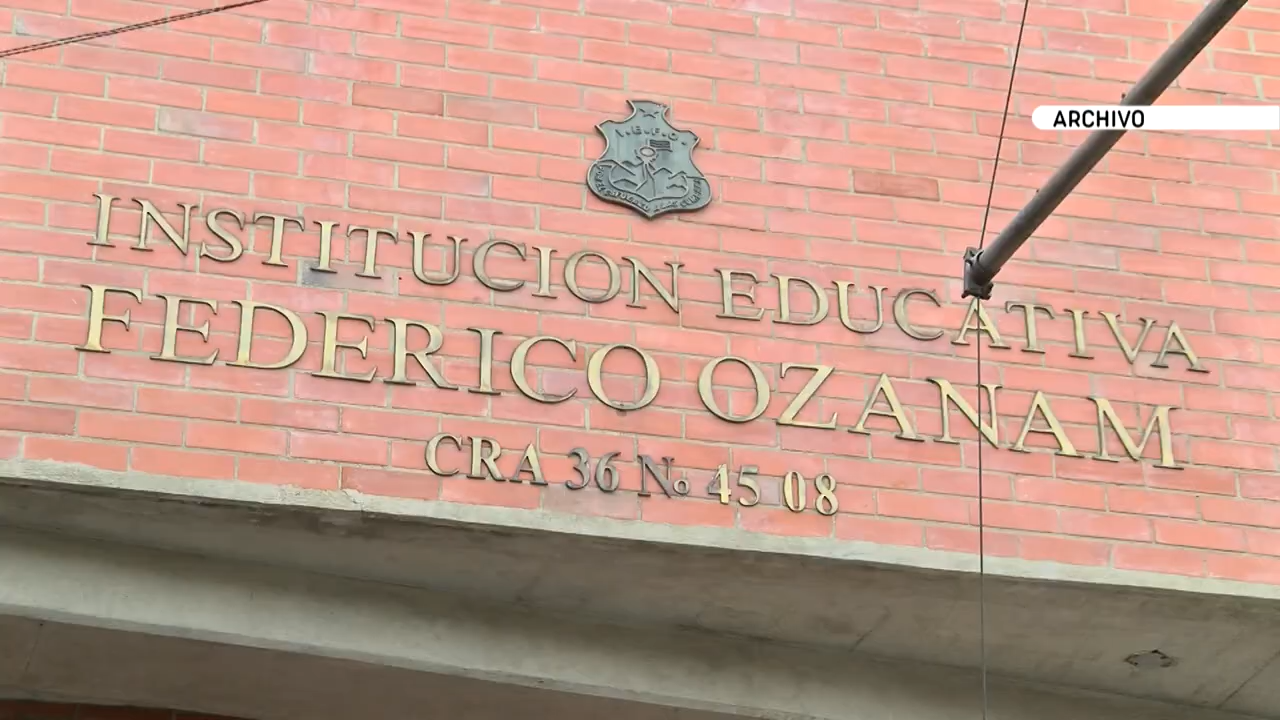 ARCHIVO
I.E.F.O.
INSTITUCION EDUCATIVA
FEDERICO OZANAM
CRA 36 No 45 08